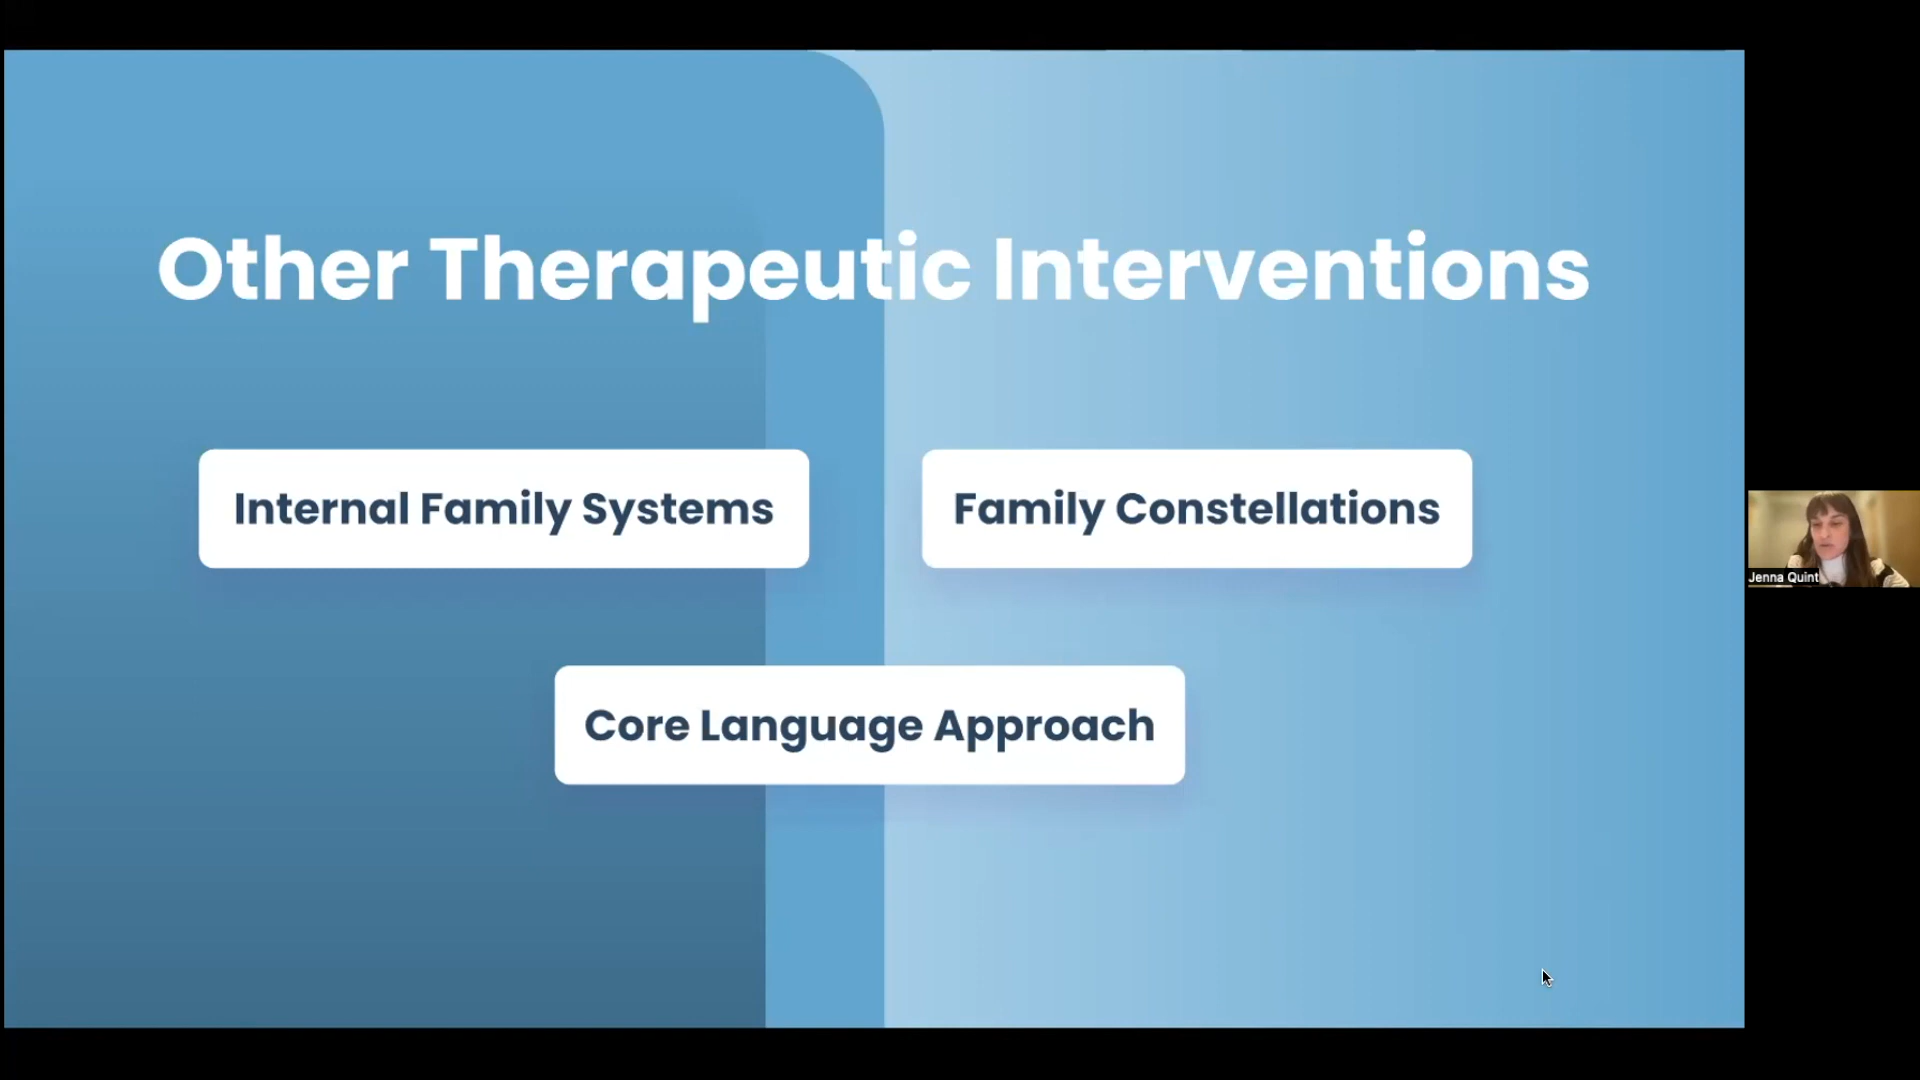 Other Therapeutic Interventions
Internal Family Systems
Family Constellations
Core Language Approach
Jenna Quint